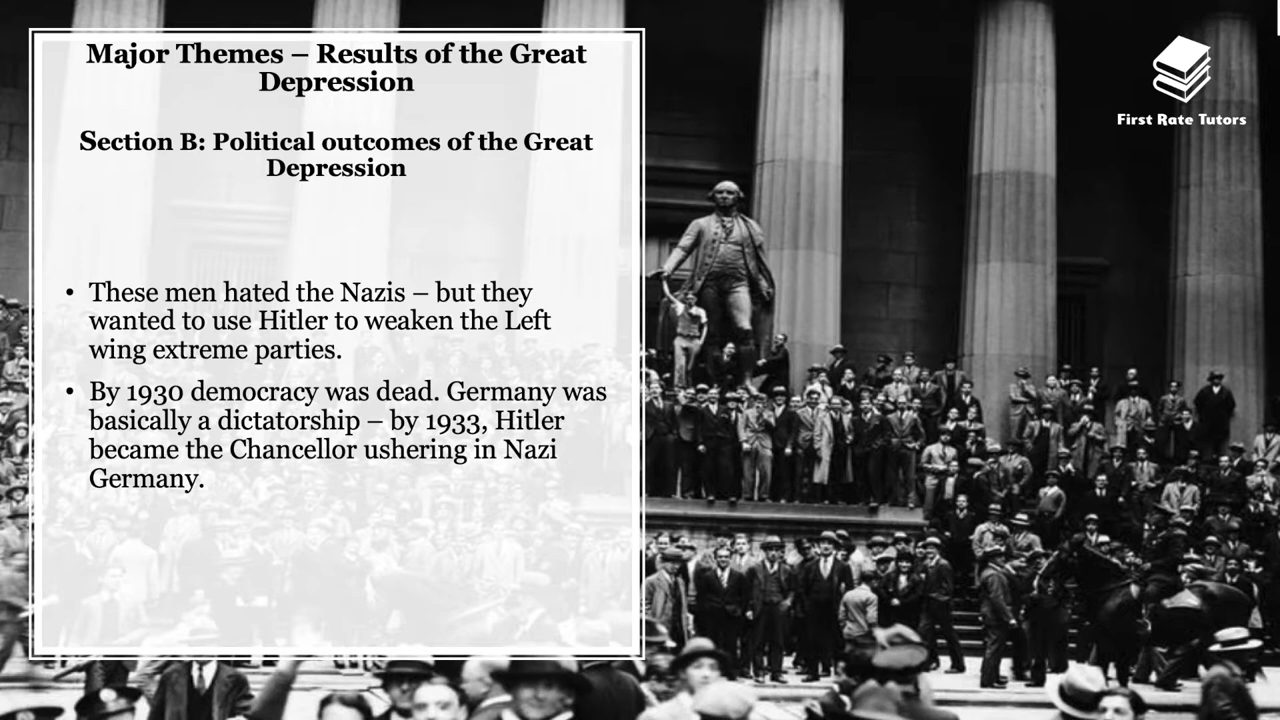 Major Themes – Results of the Great
Depression
Section B: Political outcomes of the Great
Depression
First Rate Tutors
• These men hated the Nazis – but they
wanted to use Hitler to weaken the Left
wing extreme parties.
• By 1930 democracy was dead. Germany was
basically a dictatorship – by 1933, Hitler
became the Chancellor ushering in Nazi
Germany.